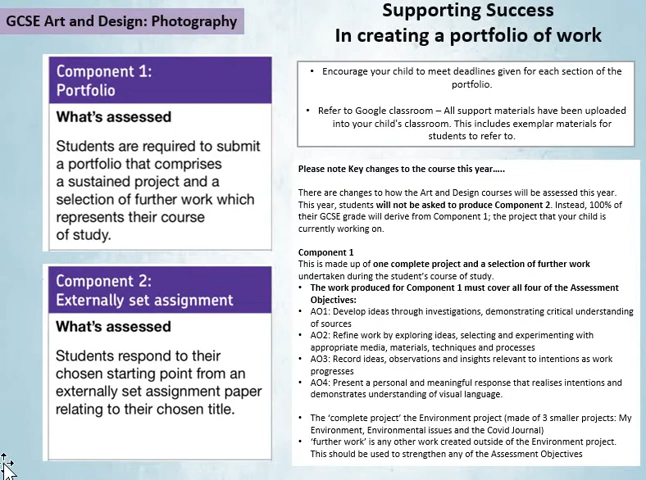 GCSE Art and Design: Photography
Component 1:
Portfolio
What's assessed
Students are required to submit
a portfolio that comprises
a sustained project and a
selection of further work which
represents their course
of study.
Component 2:
Externally set assignment
What's assessed
Students respond to their
chosen starting point from an
externally set assignment paper
relating to their chosen title.
Supporting Success
In creating a portfolio of work
• Encourage your child to meet deadlines given for each section of the
portfolio.
• Refer to Google classroom – All support materials have been uploaded
into your child's classroom. This includes exemplar materials for
students to refer to.
Please note Key changes to the course this year…..
There are changes to how the Art and Design courses will be assessed this year.
This year, students will not be asked to produce Component 2. Instead, 100% of
their GCSE grade will derive from Component 1; the project that your child is
currently working on.
Component 1
This is made up of one complete project and a selection of further work
undertaken during the student's course of study.
• The work produced for Component 1 must cover all four of the Assessment
Objectives:
• AO1: Develop ideas through investigations, demonstrating critical understanding
of sources
• AO2: Refine work by exploring ideas, selecting and experimenting with
appropriate media, materials, techniques and processes
• AO3: Record ideas, observations and insights relevant to intentions as work
progresses
• AO4: Present a personal and meaningful response that realises intentions and
demonstrates understanding of visual language.
• The 'complete project' the Environment project (made of 3 smaller projects: My
Environment, Environmental issues and the Covid Journal)
• 'further work' is any other work created outside of the Environment project.
This should be used to strengthen any of the Assessment Objectives